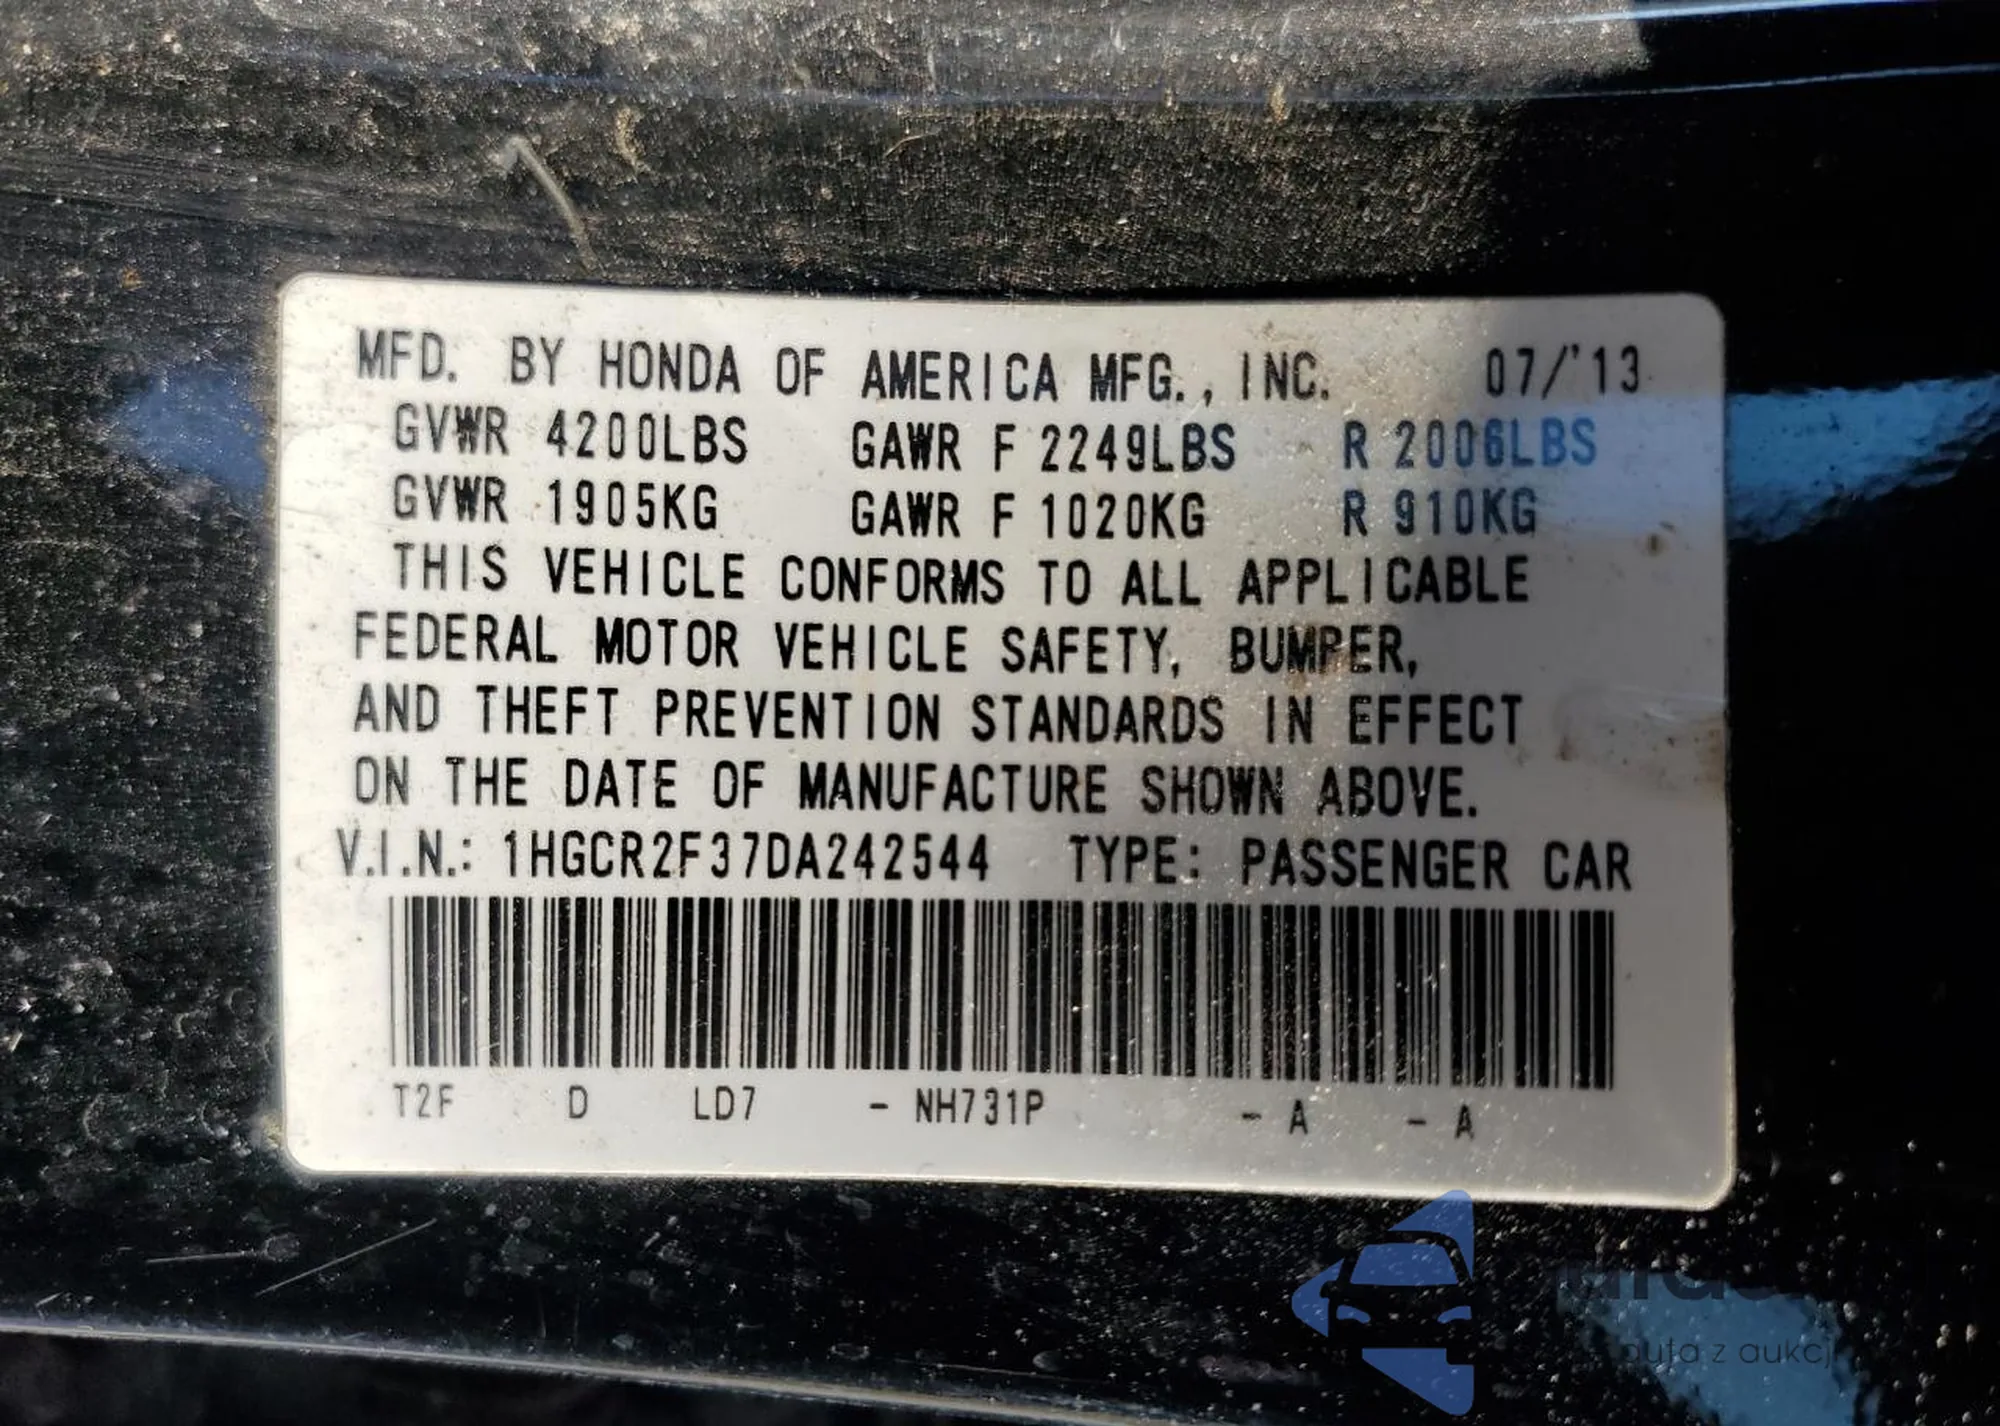 MFD. BY HONDA OF AMERICA MFG., INC. 07/'13
GVWR 4200LBS GAWR F 2249LBS R 2006LBS
GVWR 1905KG GAWR F 1020KG R 910KG
THIS VEHICLE CONFORMS TO ALL APPLICABLE
FEDERAL MOTOR VEHICLE SAFETY, BUMPER,
AND THEFT PREVENTION STANDARDS IN EFFECT
ON THE DATE OF MANUFACTURE SHOWN ABOVE.
V.I.N.: 1HGCR2F37DA242544 TYPE: PASSENGER CAR
T2F D LD7 - NH731P - A - A
auta z